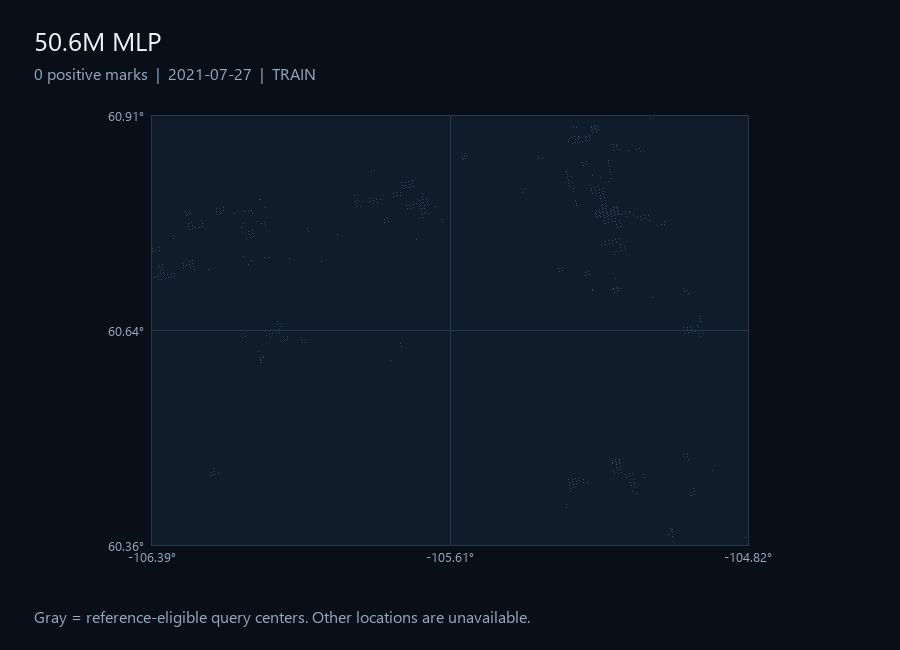 50.6M MLP
0 positive marks | 2021-07-27 | TRAIN
60.91°
60.64°
60.36°
-106.39°
-105.61°
-104.82°
Gray = reference-eligible query centers. Other locations are unavailable.